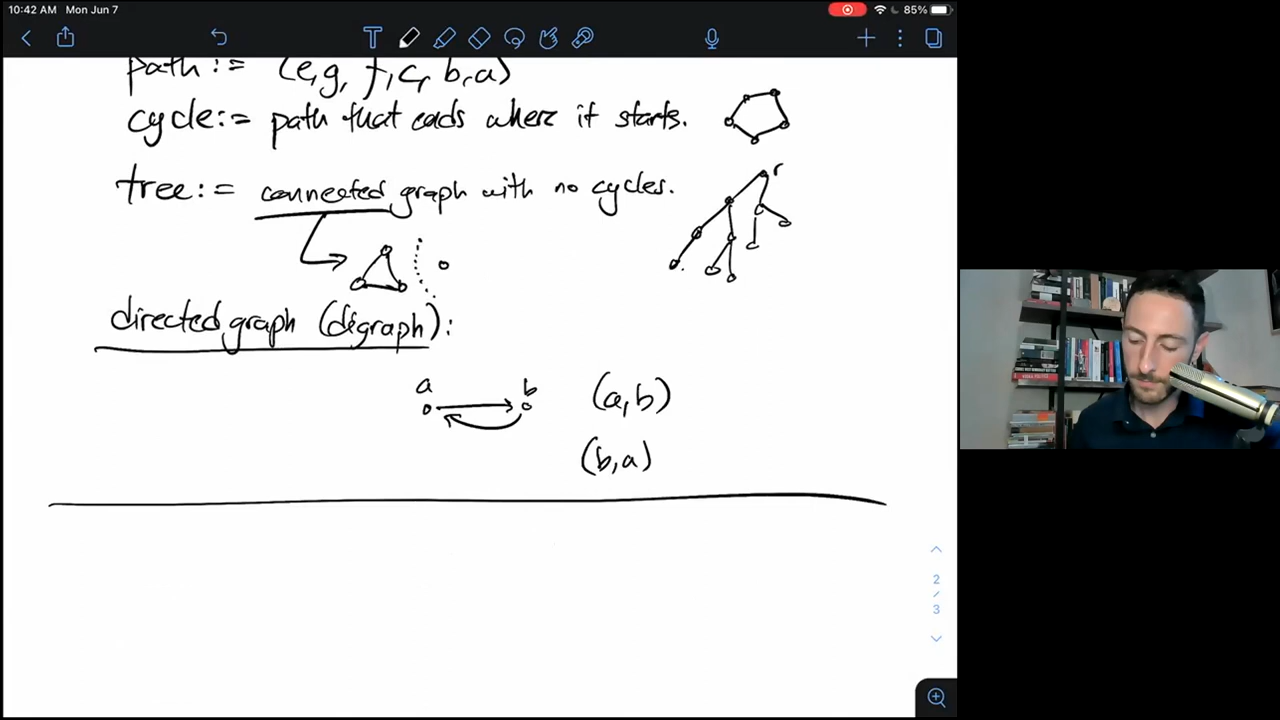 10:42 AM Mon Jun 7
85%
T
path := (e, g, f, c, b, a)
cycle := path that ends where it starts.
tree := connected graph with no cycles.
r
directed graph (digraph):
a b (a,b)
(b,a)
2
/
3